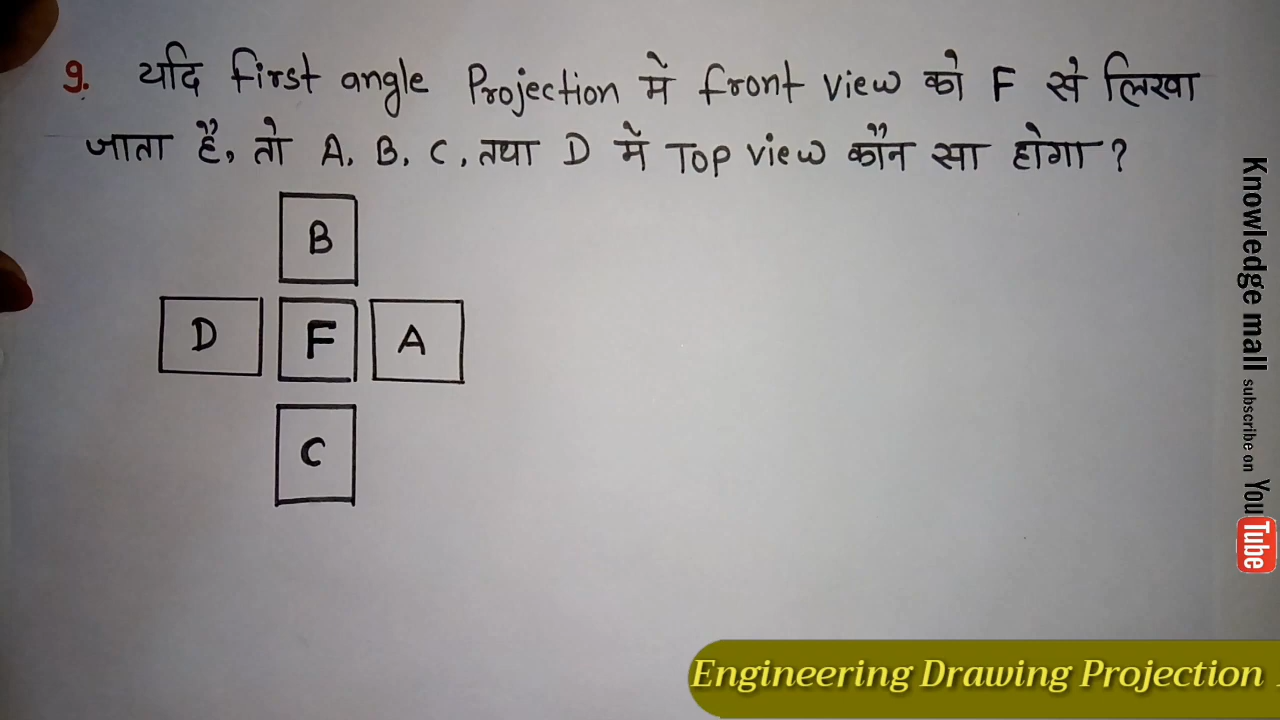 9. यदि first angle Projection में front view को F से लिखा
जाता है, तो A, B, C, तथा D में Top view कौन सा होगा ?
B
D F A
C
Knowledge mall subscribe on YouTube
Engineering Drawing Projection